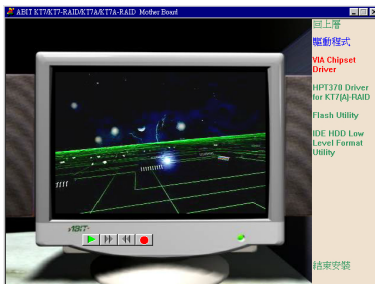 ABIT KT7/KT7-RAID/KT7A/KT7A-RAID Mother Board
回上層
驅動程式
VIA Chipset
Driver
HPT370 Driver
for KT7(A)-RAID
Flash Utility
IDE HDD Low
Level Format
Utility
ABIT
結束安裝